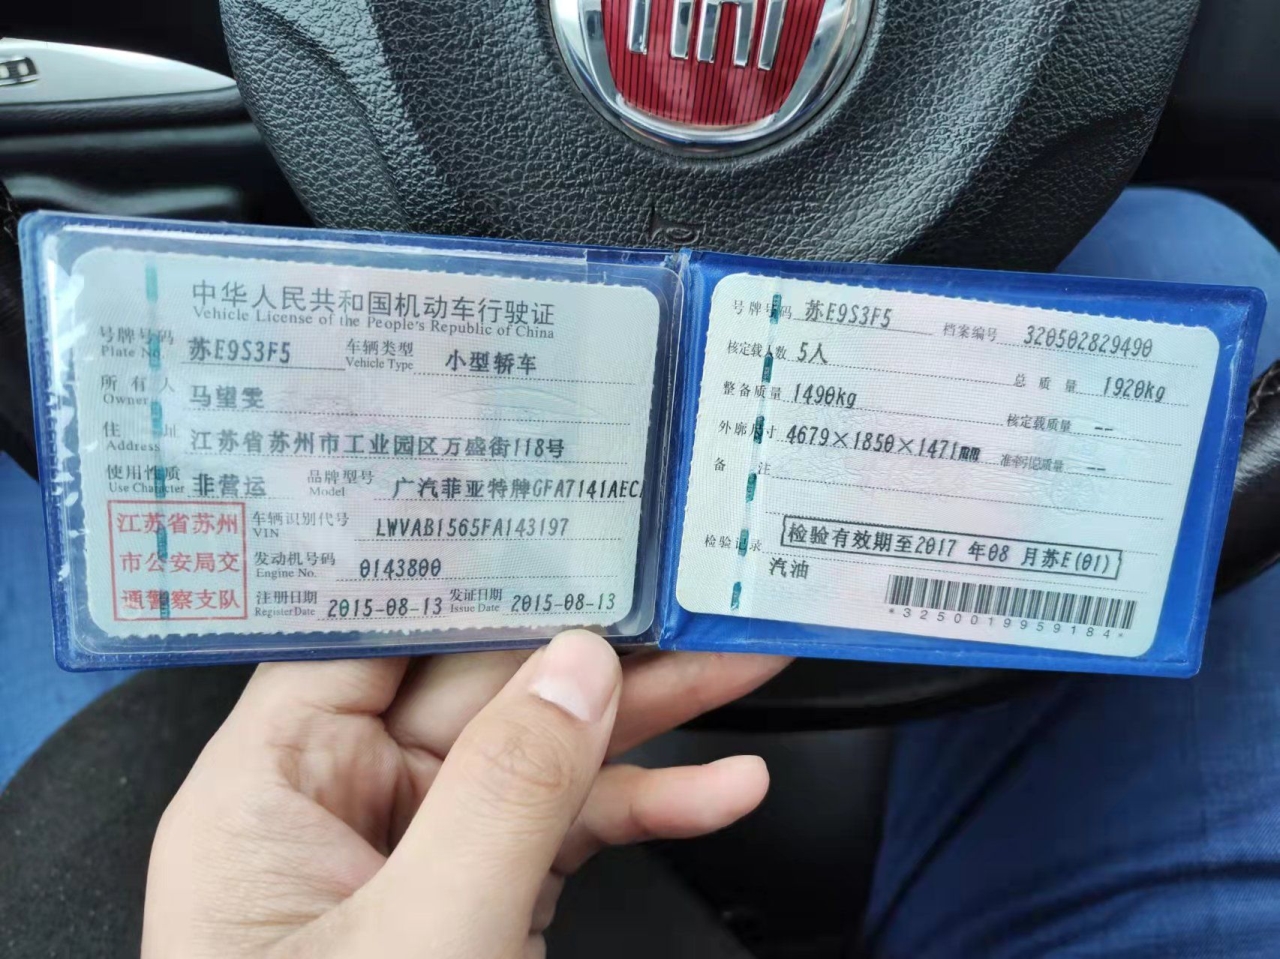 中华人民共和国机动车行驶证
Vehicle License of the People's Republic of China
号牌号码 苏E9S3F5 车辆类型 小型轿车
Plate No. Vehicle Type
所有人 马望雯
Owner
住址 江苏省苏州市工业园区万盛街118号
Address
使用性质 非营运 品牌型号 广汽菲亚特牌GFA7141AEC
Use Character Model
江苏省苏州
市公安局交
通警察支队
车辆识别代号 LWVAB1565FA143197
VIN
发动机号码 0143800
Engine No.
注册日期 2015-08-13 发证日期 2015-08-13
Register Date Issue Date
号牌号码 苏E9S3F5 档案编号 320502829490
核定载人数 5人 总质量 1920kg
整备质量 1490kg 核定载质量 --
外廓尺寸 4679×1850×1471mm 准牵引总质量 --
备注
检验记录 检验有效期至2017年08月苏E(01)
汽油
*3250019959184*